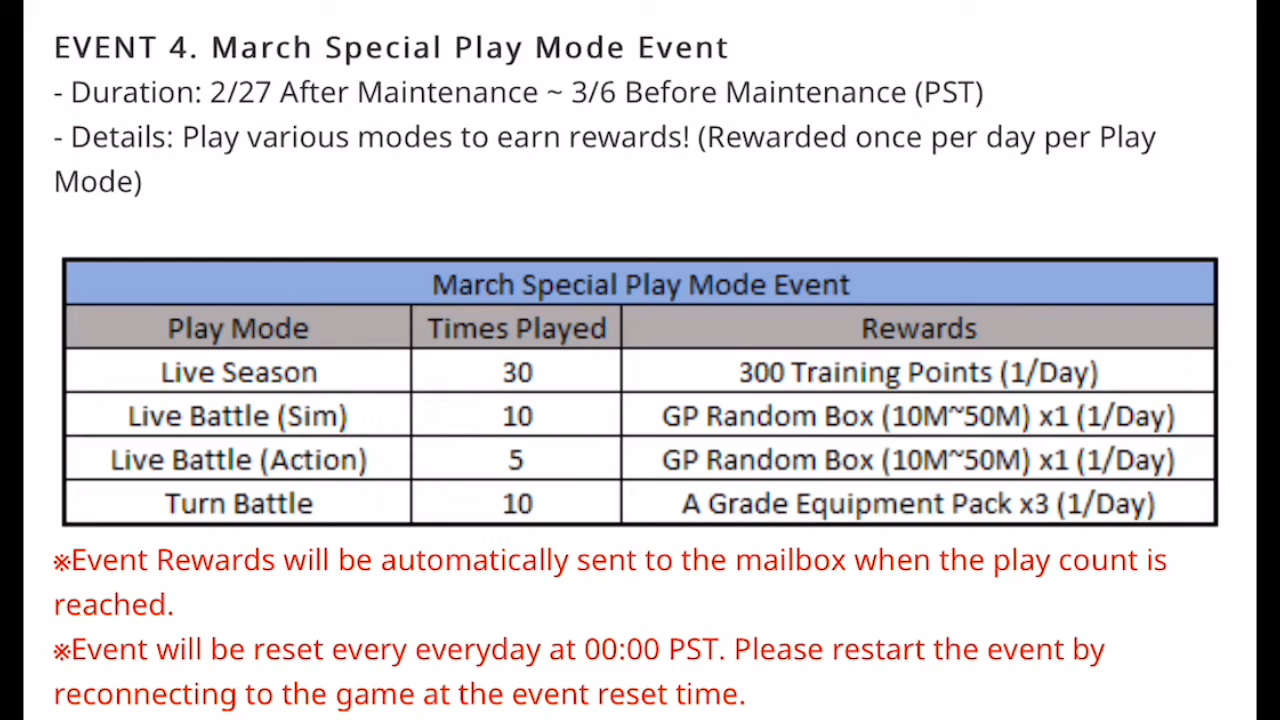 EVENT 4. March Special Play Mode Event
- Duration: 2/27 After Maintenance ~ 3/6 Before Maintenance (PST)
- Details: Play various modes to earn rewards! (Rewarded once per day per Play
Mode)
March Special Play Mode Event
Play Mode Times Played Rewards
Live Season 30 300 Training Points (1/Day)
Live Battle (Sim) 10 GP Random Box (10M~50M) x1 (1/Day)
Live Battle (Action) 5 GP Random Box (10M~50M) x1 (1/Day)
Turn Battle 10 A Grade Equipment Pack x3 (1/Day)
※Event Rewards will be automatically sent to the mailbox when the play count is
reached.
※Event will be reset every everyday at 00:00 PST. Please restart the event by
reconnecting to the game at the event reset time.